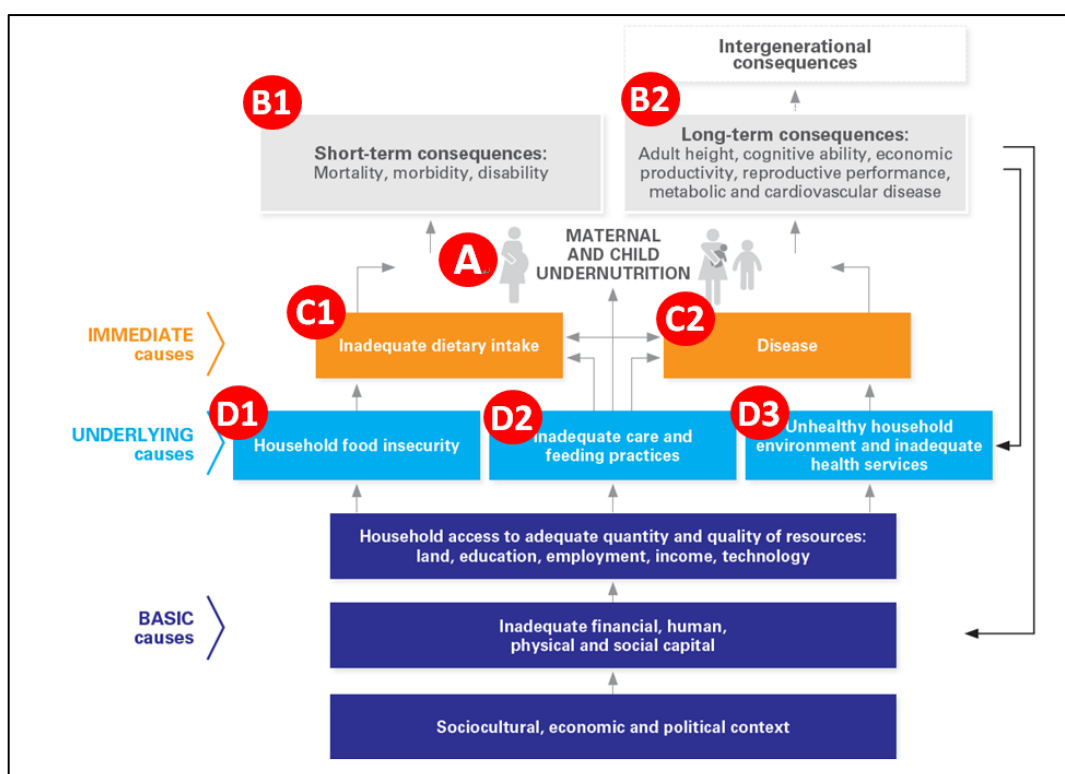 Intergenerational
consequences
B1
B2
Short-term consequences:
Mortality, morbidity, disability
Long-term consequences:
Adult height, cognitive ability, economic
productivity, reproductive performance,
metabolic and cardiovascular disease
A
MATERNAL
AND CHILD
UNDERNUTRITION
C1
C2
IMMEDIATE
causes
Inadequate dietary intake
Disease
D1
D2
D3
UNDERLYING
causes
Household food insecurity
Inadequate care and
feeding practices
Unhealthy household
environment and inadequate
health services
Household access to adequate quantity and quality of resources:
land, education, employment, income, technology
BASIC
causes
Inadequate financial, human,
physical and social capital
Sociocultural, economic and political context